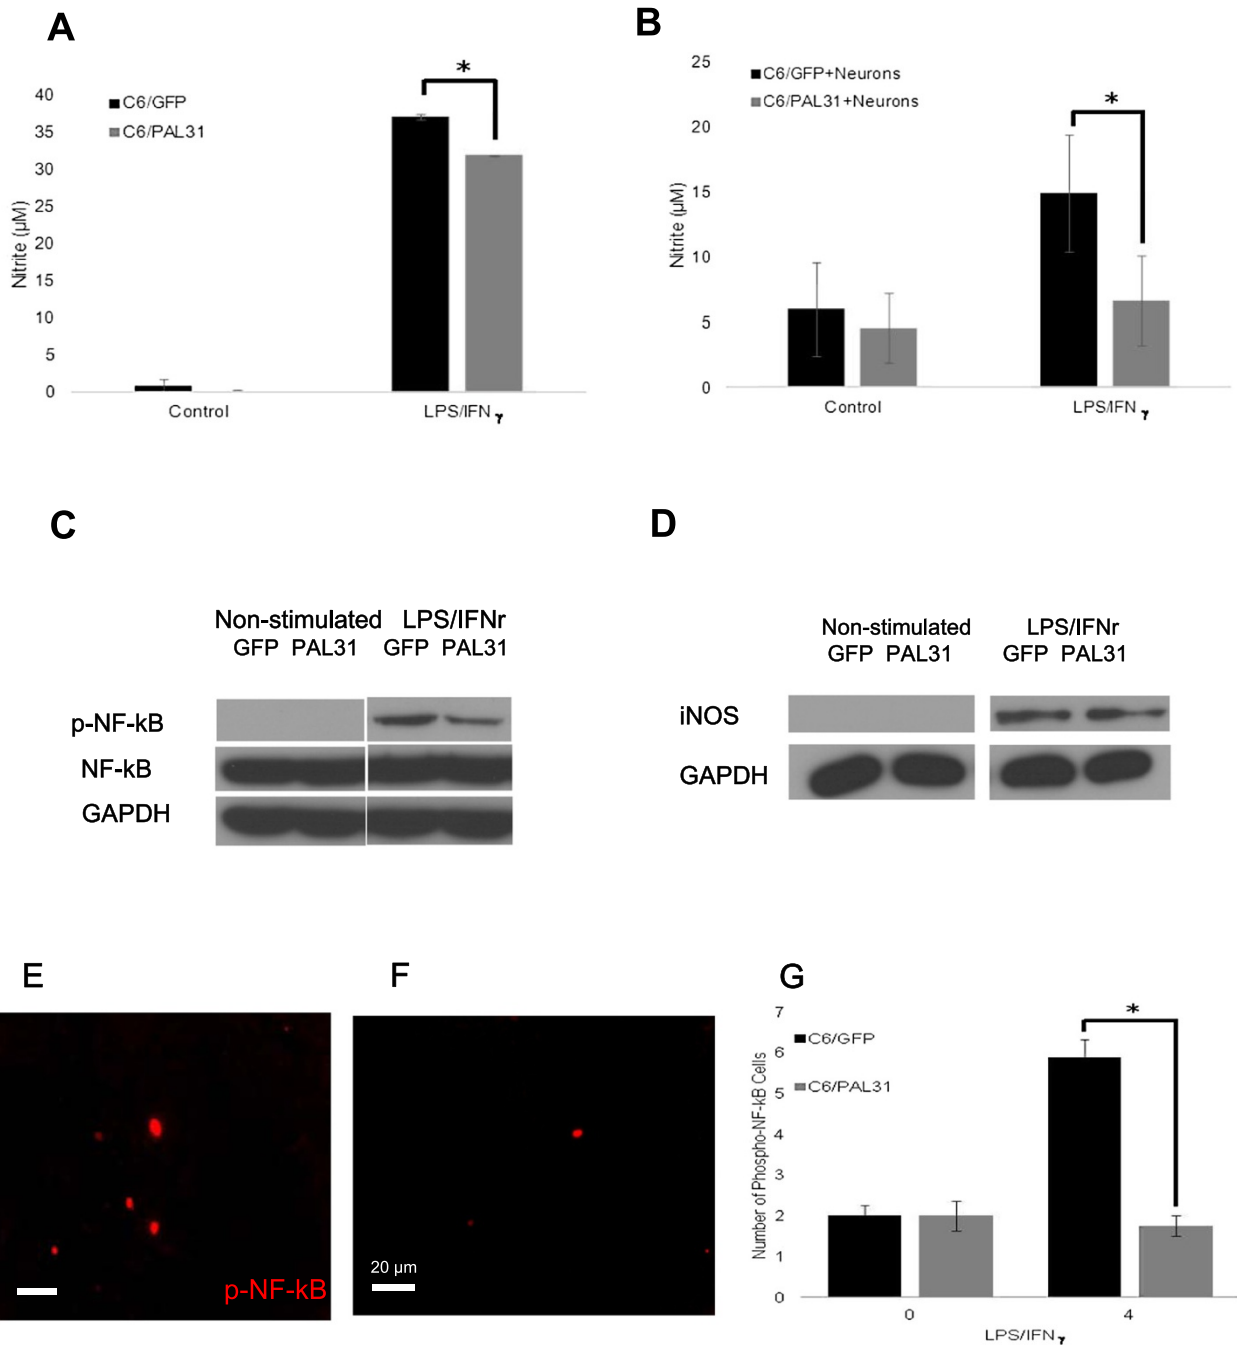 A
*
40
35
30
25
20
15
10
5
0
Nitrite (µM)
C6/GFP
C6/PAL31
Control
LPS/IFN γ
B
*
25
20
15
10
5
0
Nitrite (µM)
C6/GFP+Neurons
C6/PAL31+Neurons
Control
LPS/IFN γ
C
Non-stimulated LPS/IFNr
GFP PAL31 GFP PAL31
p-NF-kB
NF-kB
GAPDH
D
Non-stimulated LPS/IFNr
GFP PAL31 GFP PAL31
iNOS
GAPDH
E
p-NF-kB
F
20 µm
G
*
7
6
5
4
3
2
1
0
Number of Phospho-NF-kB Cells
C6/GFP
C6/PAL31
0
4
LPS/IFN γ